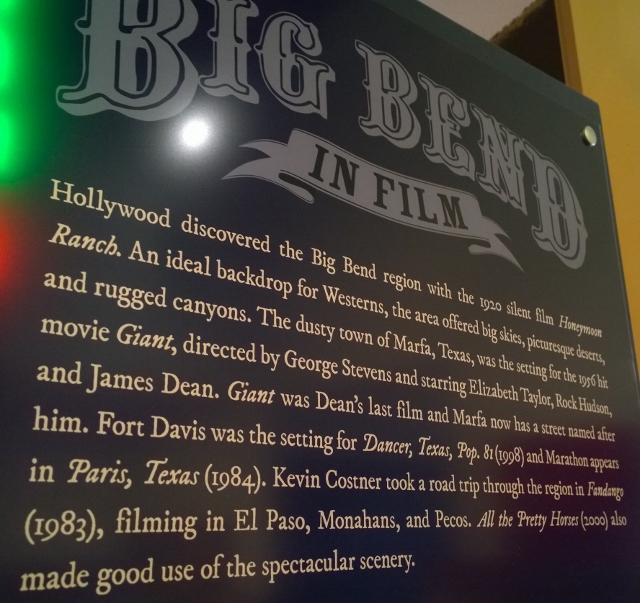 BIG BEND
IN FILM
Hollywood discovered the Big Bend region with the 1920 silent film Honeymoon
Ranch. An ideal backdrop for Westerns, the area offered big skies, picturesque deserts,
and rugged canyons. The dusty town of Marfa, Texas, was the setting for the 1956 hit
movie Giant, directed by George Stevens and starring Elizabeth Taylor, Rock Hudson,
and James Dean. Giant was Dean's last film and Marfa now has a street named after
him. Fort Davis was the setting for Dancer, Texas, Pop. 81 (1998) and Marathon appears
in Paris, Texas (1984). Kevin Costner took a road trip through the region in Fandango
(1983), filming in El Paso, Monahans, and Pecos. All the Pretty Horses (2000) also
made good use of the spectacular scenery.